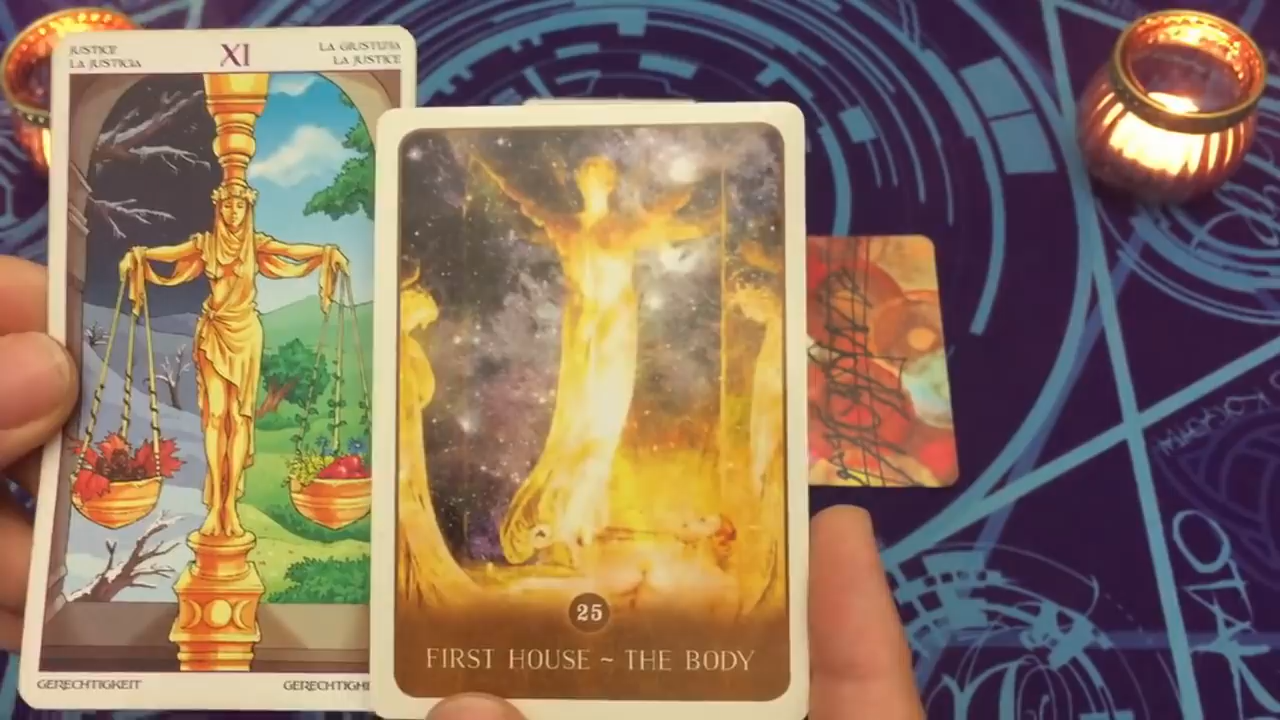 JUSTICE
LA JUSTICIA
XI
LA GIUSTIZIA
LA JUSTICE
GERECHTIGKEIT
25
FIRST HOUSE ~ THE BODY